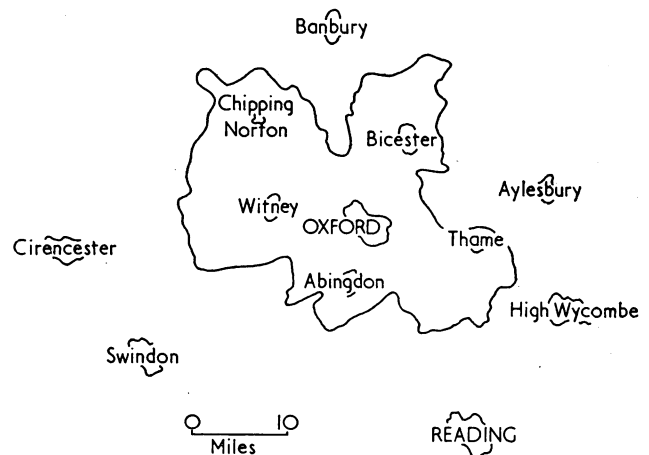 Banbury
Chipping
Norton
Bicester
Aylesbury
Witney
OXFORD
Thame
Cirencester
Abingdon
High Wycombe
Swindon
0 10
Miles
READING